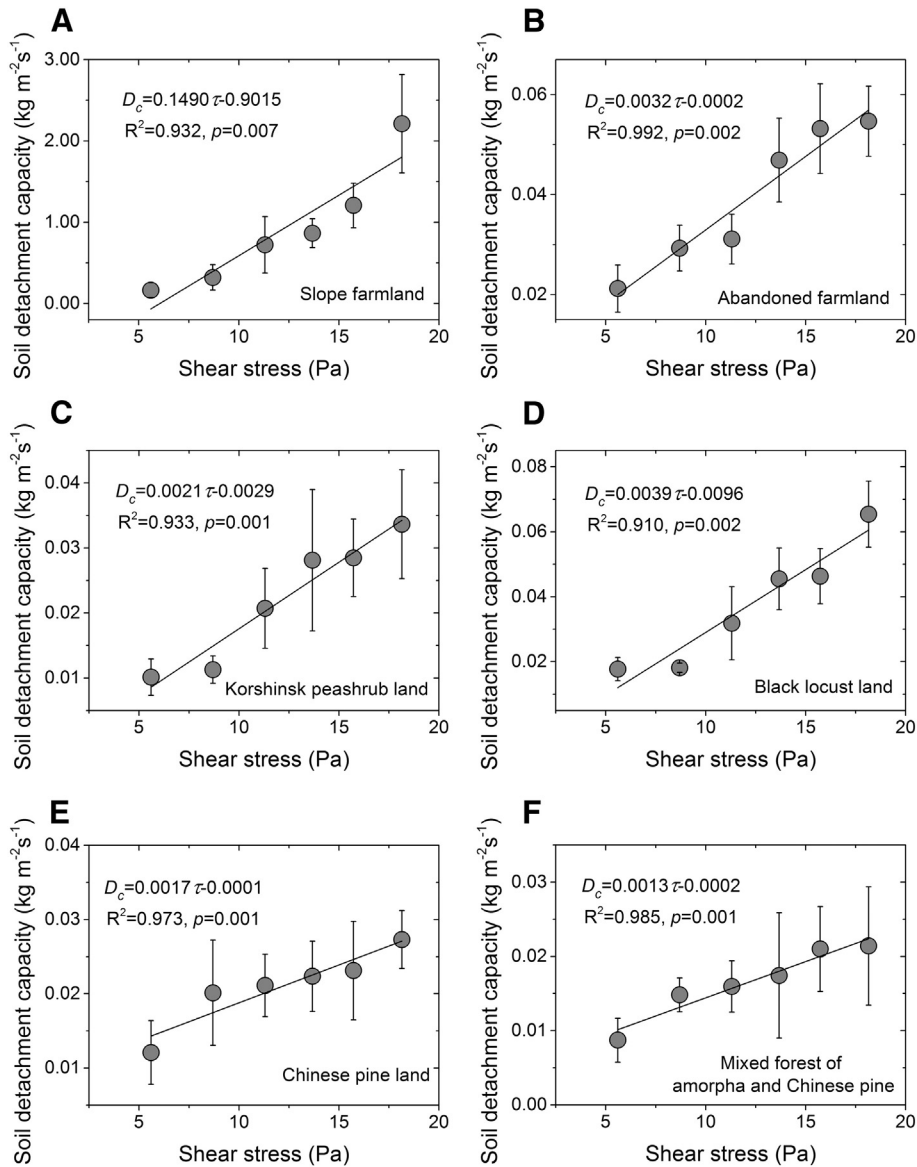 A
Soil detachment capacity (kg m⁻²s⁻¹)
3.00
2.00
1.00
0.00
D_c=0.1490 τ-0.9015
R²=0.932, p=0.007
Slope farmland
5
10
15
20
Shear stress (Pa)
B
Soil detachment capacity (kg m⁻²s⁻¹)
0.06
0.04
0.02
D_c=0.0032 τ-0.0002
R²=0.992, p=0.002
Abandoned farmland
5
10
15
20
Shear stress (Pa)
C
Soil detachment capacity (kg m⁻²s⁻¹)
0.04
0.03
0.02
0.01
D_c=0.0021 τ-0.0029
R²=0.933, p=0.001
Korshinsk peashrub land
5
10
15
20
Shear stress (Pa)
D
Soil detachment capacity (kg m⁻²s⁻¹)
0.08
0.06
0.04
0.02
D_c=0.0039 τ-0.0096
R²=0.910, p=0.002
Black locust land
5
10
15
20
Shear stress (Pa)
E
Soil detachment capacity (kg m⁻²s⁻¹)
0.04
0.03
0.02
0.01
D_c=0.0017 τ-0.0001
R²=0.973, p=0.001
Chinese pine land
5
10
15
20
Shear stress (Pa)
F
Soil detachment capacity (kg m⁻²s⁻¹)
0.03
0.02
0.01
0.00
D_c=0.0013 τ-0.0002
R²=0.985, p=0.001
Mixed forest of
amorpha and Chinese pine
5
10
15
20
Shear stress (Pa)